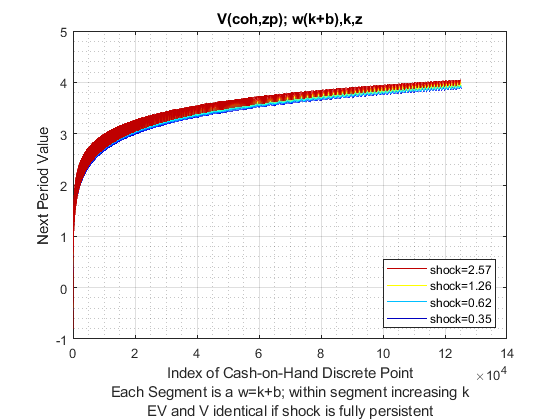 V(coh,zp); w(k+b),k,z
5
4
3
2
1
0
-1
Next Period Value
shock=2.57
shock=1.26
shock=0.62
shock=0.35
0 2 4 6 8 10 12 14
×10⁴
Index of Cash-on-Hand Discrete Point
Each Segment is a w=k+b; within segment increasing k
EV and V identical if shock is fully persistent